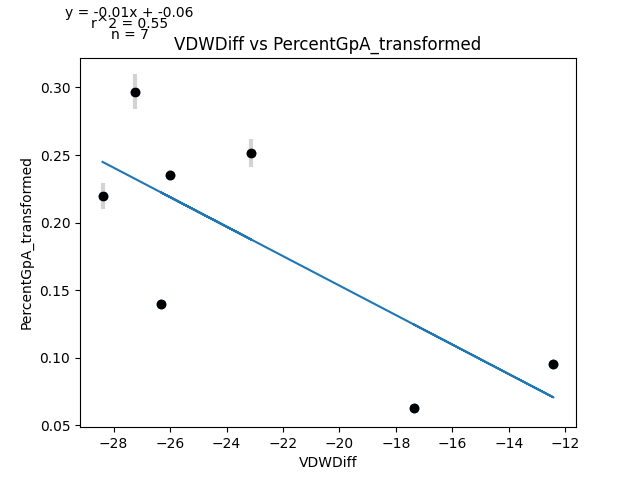 y = -0.01x + -0.06
r^2 = 0.55
n = 7
VDWDiff vs PercentGpA_transformed
0.30
0.25
0.20
0.15
0.10
0.05
PercentGpA_transformed
−28
−26
−24
−22
−20
−18
−16
−14
−12
VDWDiff